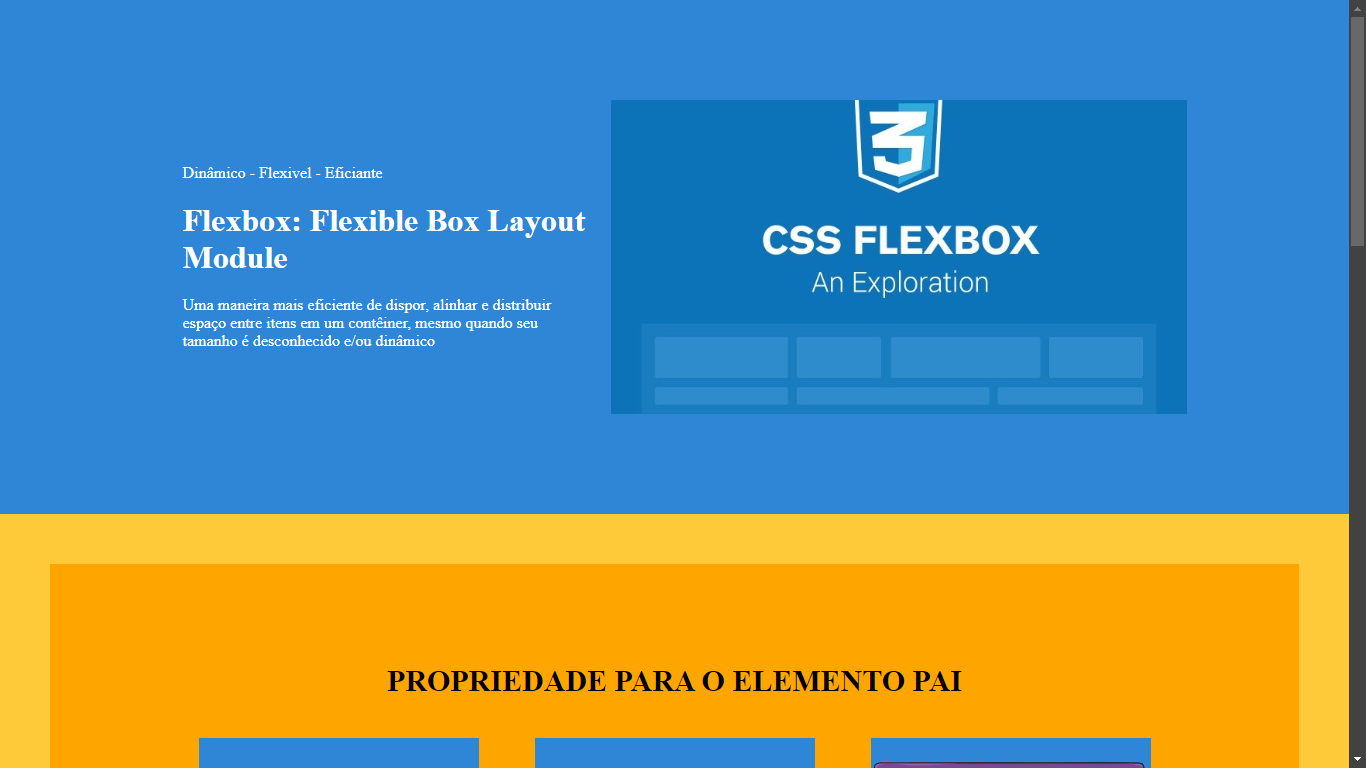 Dinâmico - Flexivel - Eficiante
Flexbox: Flexible Box Layout
Module
Uma maneira mais eficiente de dispor, alinhar e distribuir
espaço entre itens em um contêiner, mesmo quando seu
tamanho é desconhecido e/ou dinâmico
3
CSS FLEXBOX
An Exploration
PROPRIEDADE PARA O ELEMENTO PAI